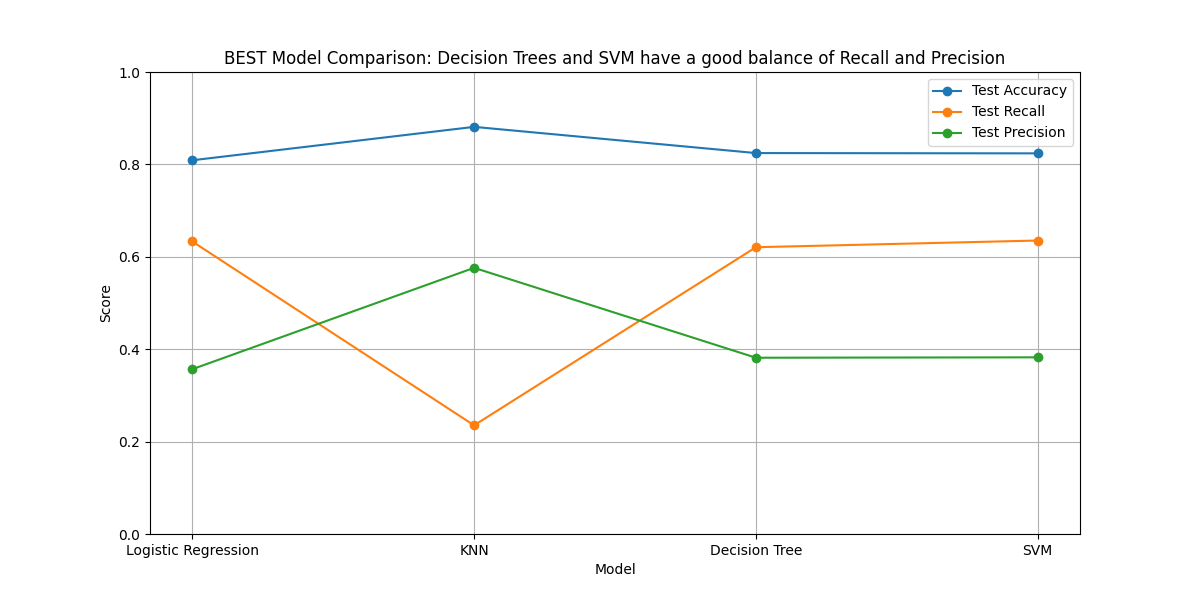 BEST Model Comparison: Decision Trees and SVM have a good balance of Recall and Precision
1.0
Test Accuracy
Test Recall
Test Precision
0.8
0.6
Score
0.4
0.2
0.0
Logistic Regression
KNN
Decision Tree
SVM
Model